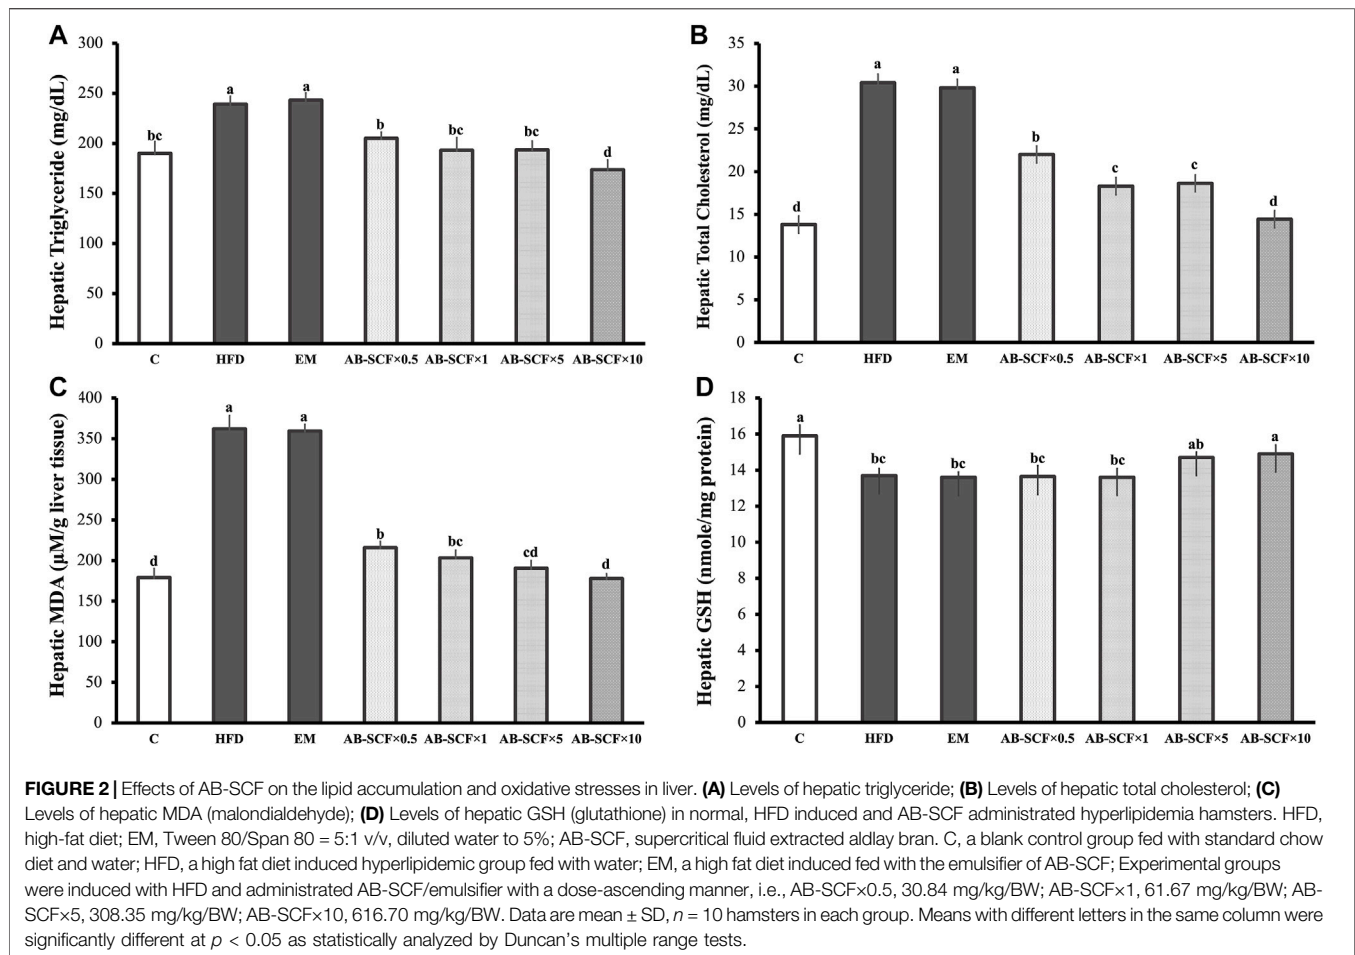 A
Hepatic Triglyceride (mg/dL)
300
250
200
150
100
50
0
bc
a
a
b
bc
bc
d
C HFD EM AB-SCF×0.5 AB-SCF×1 AB-SCF×5 AB-SCF×10
B
Hepatic Total Cholesterol (mg/dL)
35
30
25
20
15
10
5
0
d
a
a
b
c
c
d
C HFD EM AB-SCF×0.5 AB-SCF×1 AB-SCF×5 AB-SCF×10
C
Hepatic MDA (μM/g liver tissue)
400
350
300
250
200
150
100
50
0
d
a
a
b
bc
cd
d
C HFD EM AB-SCF×0.5 AB-SCF×1 AB-SCF×5 AB-SCF×10
D
Hepatic GSH (nmole/mg protein)
18
16
14
12
10
8
6
4
2
0
a
bc
bc
bc
bc
ab
a
C HFD EM AB-SCF×0.5 AB-SCF×1 AB-SCF×5 AB-SCF×10
FIGURE 2 | Effects of AB-SCF on the lipid accumulation and oxidative stresses in liver. (A) Levels of hepatic triglyceride; (B) Levels of hepatic total cholesterol; (C)
Levels of hepatic MDA (malondialdehyde); (D) Levels of hepatic GSH (glutathione) in normal, HFD induced and AB-SCF administrated hyperlipidemia hamsters. HFD,
high-fat diet; EM, Tween 80/Span 80 = 5:1 v/v, diluted water to 5%; AB-SCF, supercritical fluid extracted aldlay bran. C, a blank control group fed with standard chow
diet and water; HFD, a high fat diet induced hyperlipidemic group fed with water; EM, a high fat diet induced fed with the emulsifier of AB-SCF; Experimental groups
were induced with HFD and administrated AB-SCF/emulsifier with a dose-ascending manner, i.e., AB-SCF×0.5, 30.84 mg/kg/BW; AB-SCF×1, 61.67 mg/kg/BW; AB-
SCF×5, 308.35 mg/kg/BW; AB-SCF×10, 616.70 mg/kg/BW. Data are mean ± SD, n = 10 hamsters in each group. Means with different letters in the same column were
significantly different at p < 0.05 as statistically analyzed by Duncan's multiple range tests.